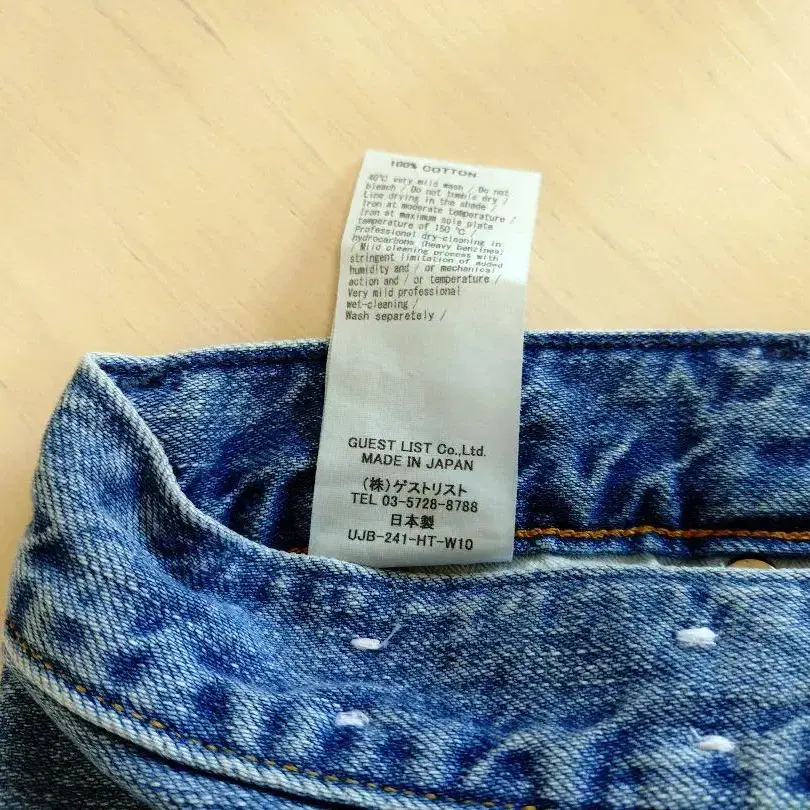 100% COTTON
40℃ very mild wash / Do not
bleach / Do not tumble dry /
Line drying in the shade /
Iron at moderate temperature /
Iron at maximum sole plate
temperature of 150 ℃ /
Professional dry-cleaning in
hydrocarbons (heavy benzines)
/ Mild cleaning process with
stringent limitation of added
humidity and / or mechanical
action and / or temperature /
Very mild professional
wet-cleaning /
Wash separately /
GUEST LIST Co.,Ltd.
MADE IN JAPAN
(株)ゲストリスト
TEL 03-5728-8788
日本製
UJB-241-HT-W10